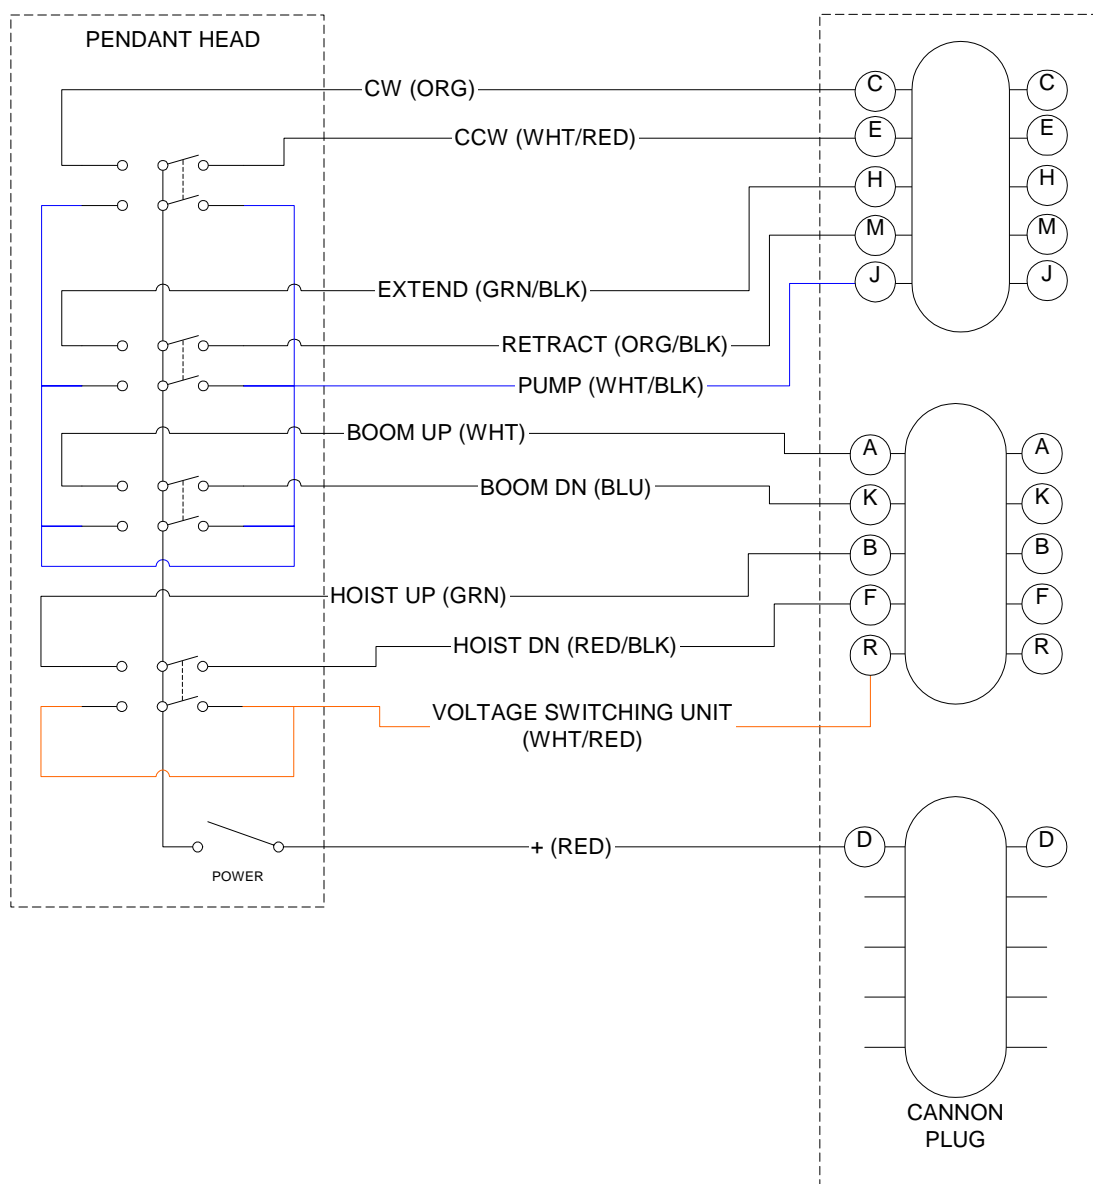 PENDANT HEAD
CW (ORG)
C
C
CCW (WHT/RED)
E
E
H
H
M
M
EXTEND (GRN/BLK)
J
J
RETRACT (ORG/BLK)
PUMP (WHT/BLK)
BOOM UP (WHT)
A
A
BOOM DN (BLU)
K
K
B
B
HOIST UP (GRN)
F
F
HOIST DN (RED/BLK)
R
R
VOLTAGE SWITCHING UNIT
(WHT/RED)
+ (RED)
D
D
POWER
CANNON
PLUG